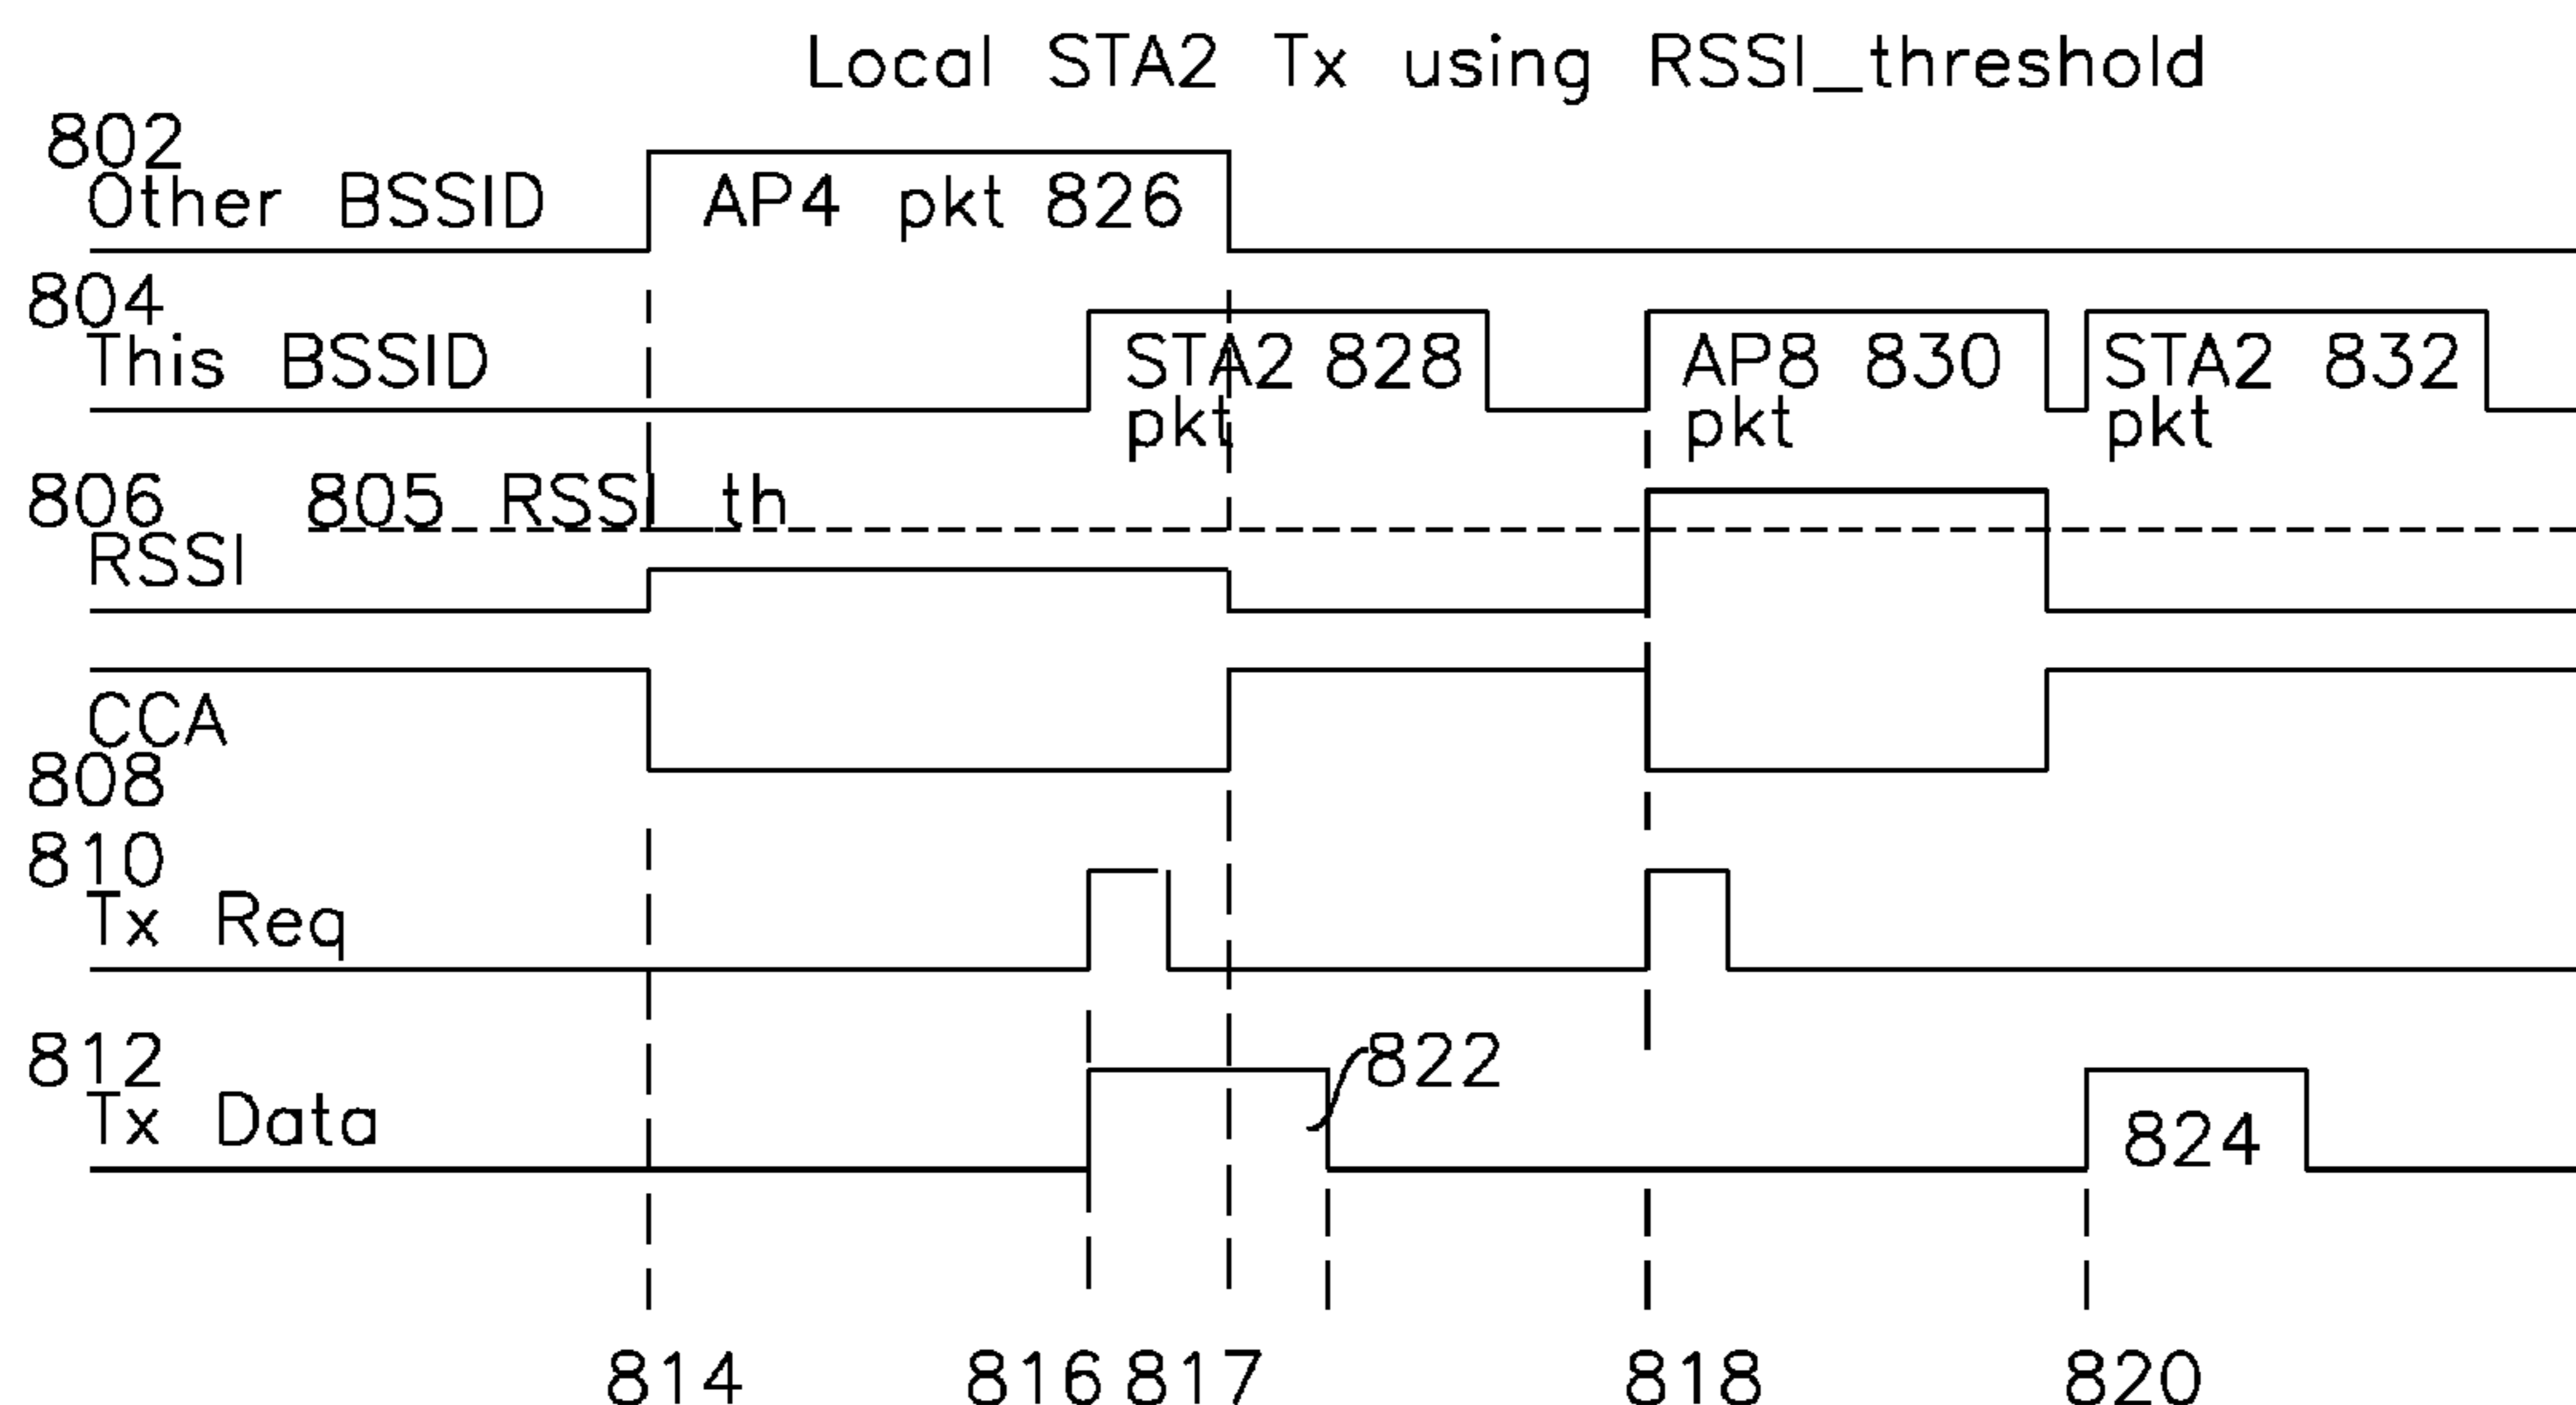 Local STA2 Tx using RSSI_threshold
802
Other BSSID
AP4 pkt 826
804
This BSSID
STA2 828
pkt
AP8 830
pkt
STA2 832
pkt
806
805 RSSI_th
RSSI
CCA
808
810
Tx Req
812
Tx Data
822
824
814
816
817
818
820